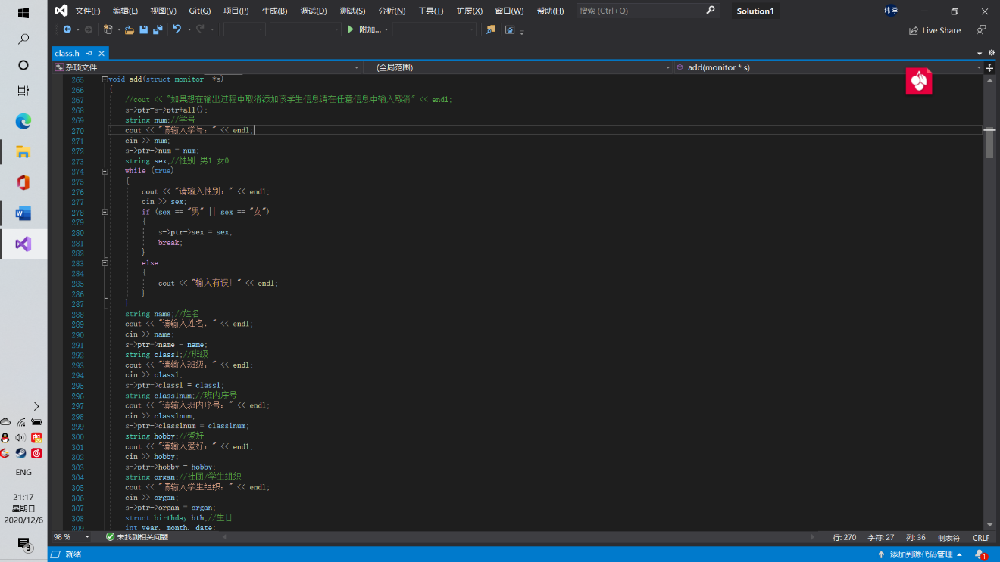 文件(F) 编辑(E) 视图(V) Git(G) 项目(P) 生成(B) 调试(D) 测试(S) 分析(N) 工具(T) 扩展(X) 窗口(W) 帮助(H) 搜索 (Ctrl+Q) Solution1 纬李
附加... Live Share
class.h
杂项文件 (全局范围) add(monitor * s)
265 void add(struct monitor *s)
266 {
267 //cout << "如果想在输出过程中取消添加该学生信息请在任意信息中输入取消" << endl;
268 s->ptr=s->ptr+all();
269 string num;//学号
270 cout << "请输入学号：" << endl;
271 cin >> num;
272 s->ptr->num = num;
273 string sex;//性别 男1 女0
274 while (true)
275 {
276 cout << "请输入性别：" << endl;
277 cin >> sex;
278 if (sex == "男" || sex == "女")
279 {
280 s->ptr->sex = sex;
281 break;
282 }
283 else
284 {
285 cout << "输入有误！" << endl;
286 }
287 }
288 string name;//姓名
289 cout << "请输入姓名：" << endl;
290 cin >> name;
291 s->ptr->name = name;
292 string class1;//班级
293 cout << "请输入班级：" << endl;
294 cin >> class1;
295 s->ptr->class1 = class1;
296 string class1num;//班内序号
297 cout << "请输入班内序号：" << endl;
298 cin >> class1num;
299 s->ptr->class1num = class1num;
300 string hobby;//爱好
301 cout << "请输入爱好：" << endl;
302 cin >> hobby;
303 s->ptr->hobby = hobby;
304 string organ;//社团/学生组织
305 cout << "请输入学生组织：" << endl;
306 cin >> organ;
307 s->ptr->organ = organ;
308 struct birthday bth;//生日
309 int year, month, date;
98 % 未找到相关问题 行: 270 字符: 27 列: 36 制表符 CRLF
就绪 添加到源代码管理 1
ENG
21:17
星期日
2020/12/6
3